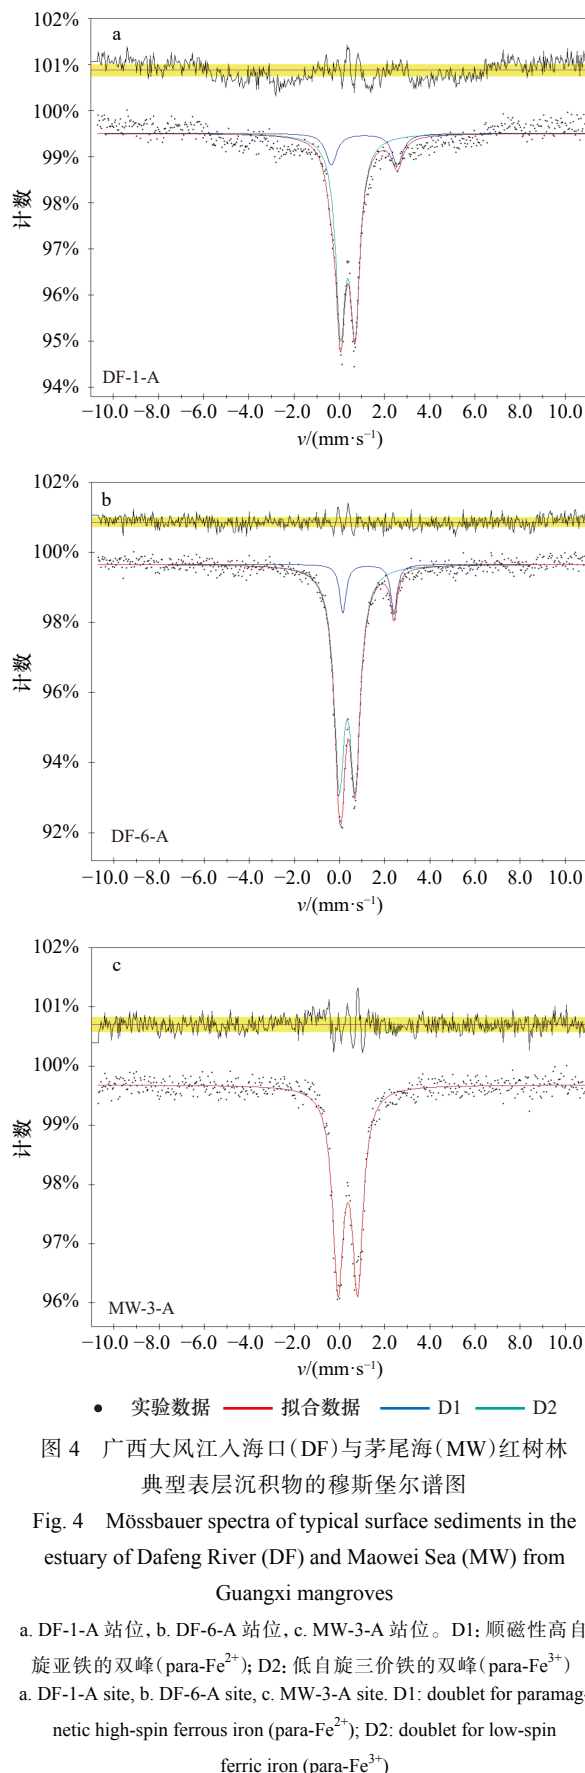 102%
a
101%
100%
99%
98%
97%
96%
95%
94%
计数
DF-1-A
−10.0 −8.0 −6.0 −4.0 −2.0 0.0 2.0 4.0 6.0 8.0 10.0
v/(mm·s⁻¹)
102%
b
100%
98%
96%
94%
92%
计数
DF-6-A
−10.0 −8.0 −6.0 −4.0 −2.0 0.0 2.0 4.0 6.0 8.0 10.0
v/(mm·s⁻¹)
102%
c
101%
100%
99%
98%
97%
96%
计数
MW-3-A
−10.0 −8.0 −6.0 −4.0 −2.0 0.0 2.0 4.0 6.0 8.0 10.0
v/(mm·s⁻¹)
实验数据 拟合数据 D1 D2
图 4 广西大风江入海口(DF)与茅尾海(MW)红树林
典型表层沉积物的穆斯堡尔谱图
Fig. 4 Mössbauer spectra of typical surface sediments in the
estuary of Dafeng River (DF) and Maowei Sea (MW) from
Guangxi mangroves
a. DF-1-A 站位, b. DF-6-A 站位, c. MW-3-A 站位。D1: 顺磁性高自
旋亚铁的双峰(para-Fe²⁺); D2: 低自旋三价铁的双峰(para-Fe³⁺)
a. DF-1-A site, b. DF-6-A site, c. MW-3-A site. D1: doublet for paramag-
netic high-spin ferrous iron (para-Fe²⁺); D2: doublet for low-spin
ferric iron (para-Fe³⁺)